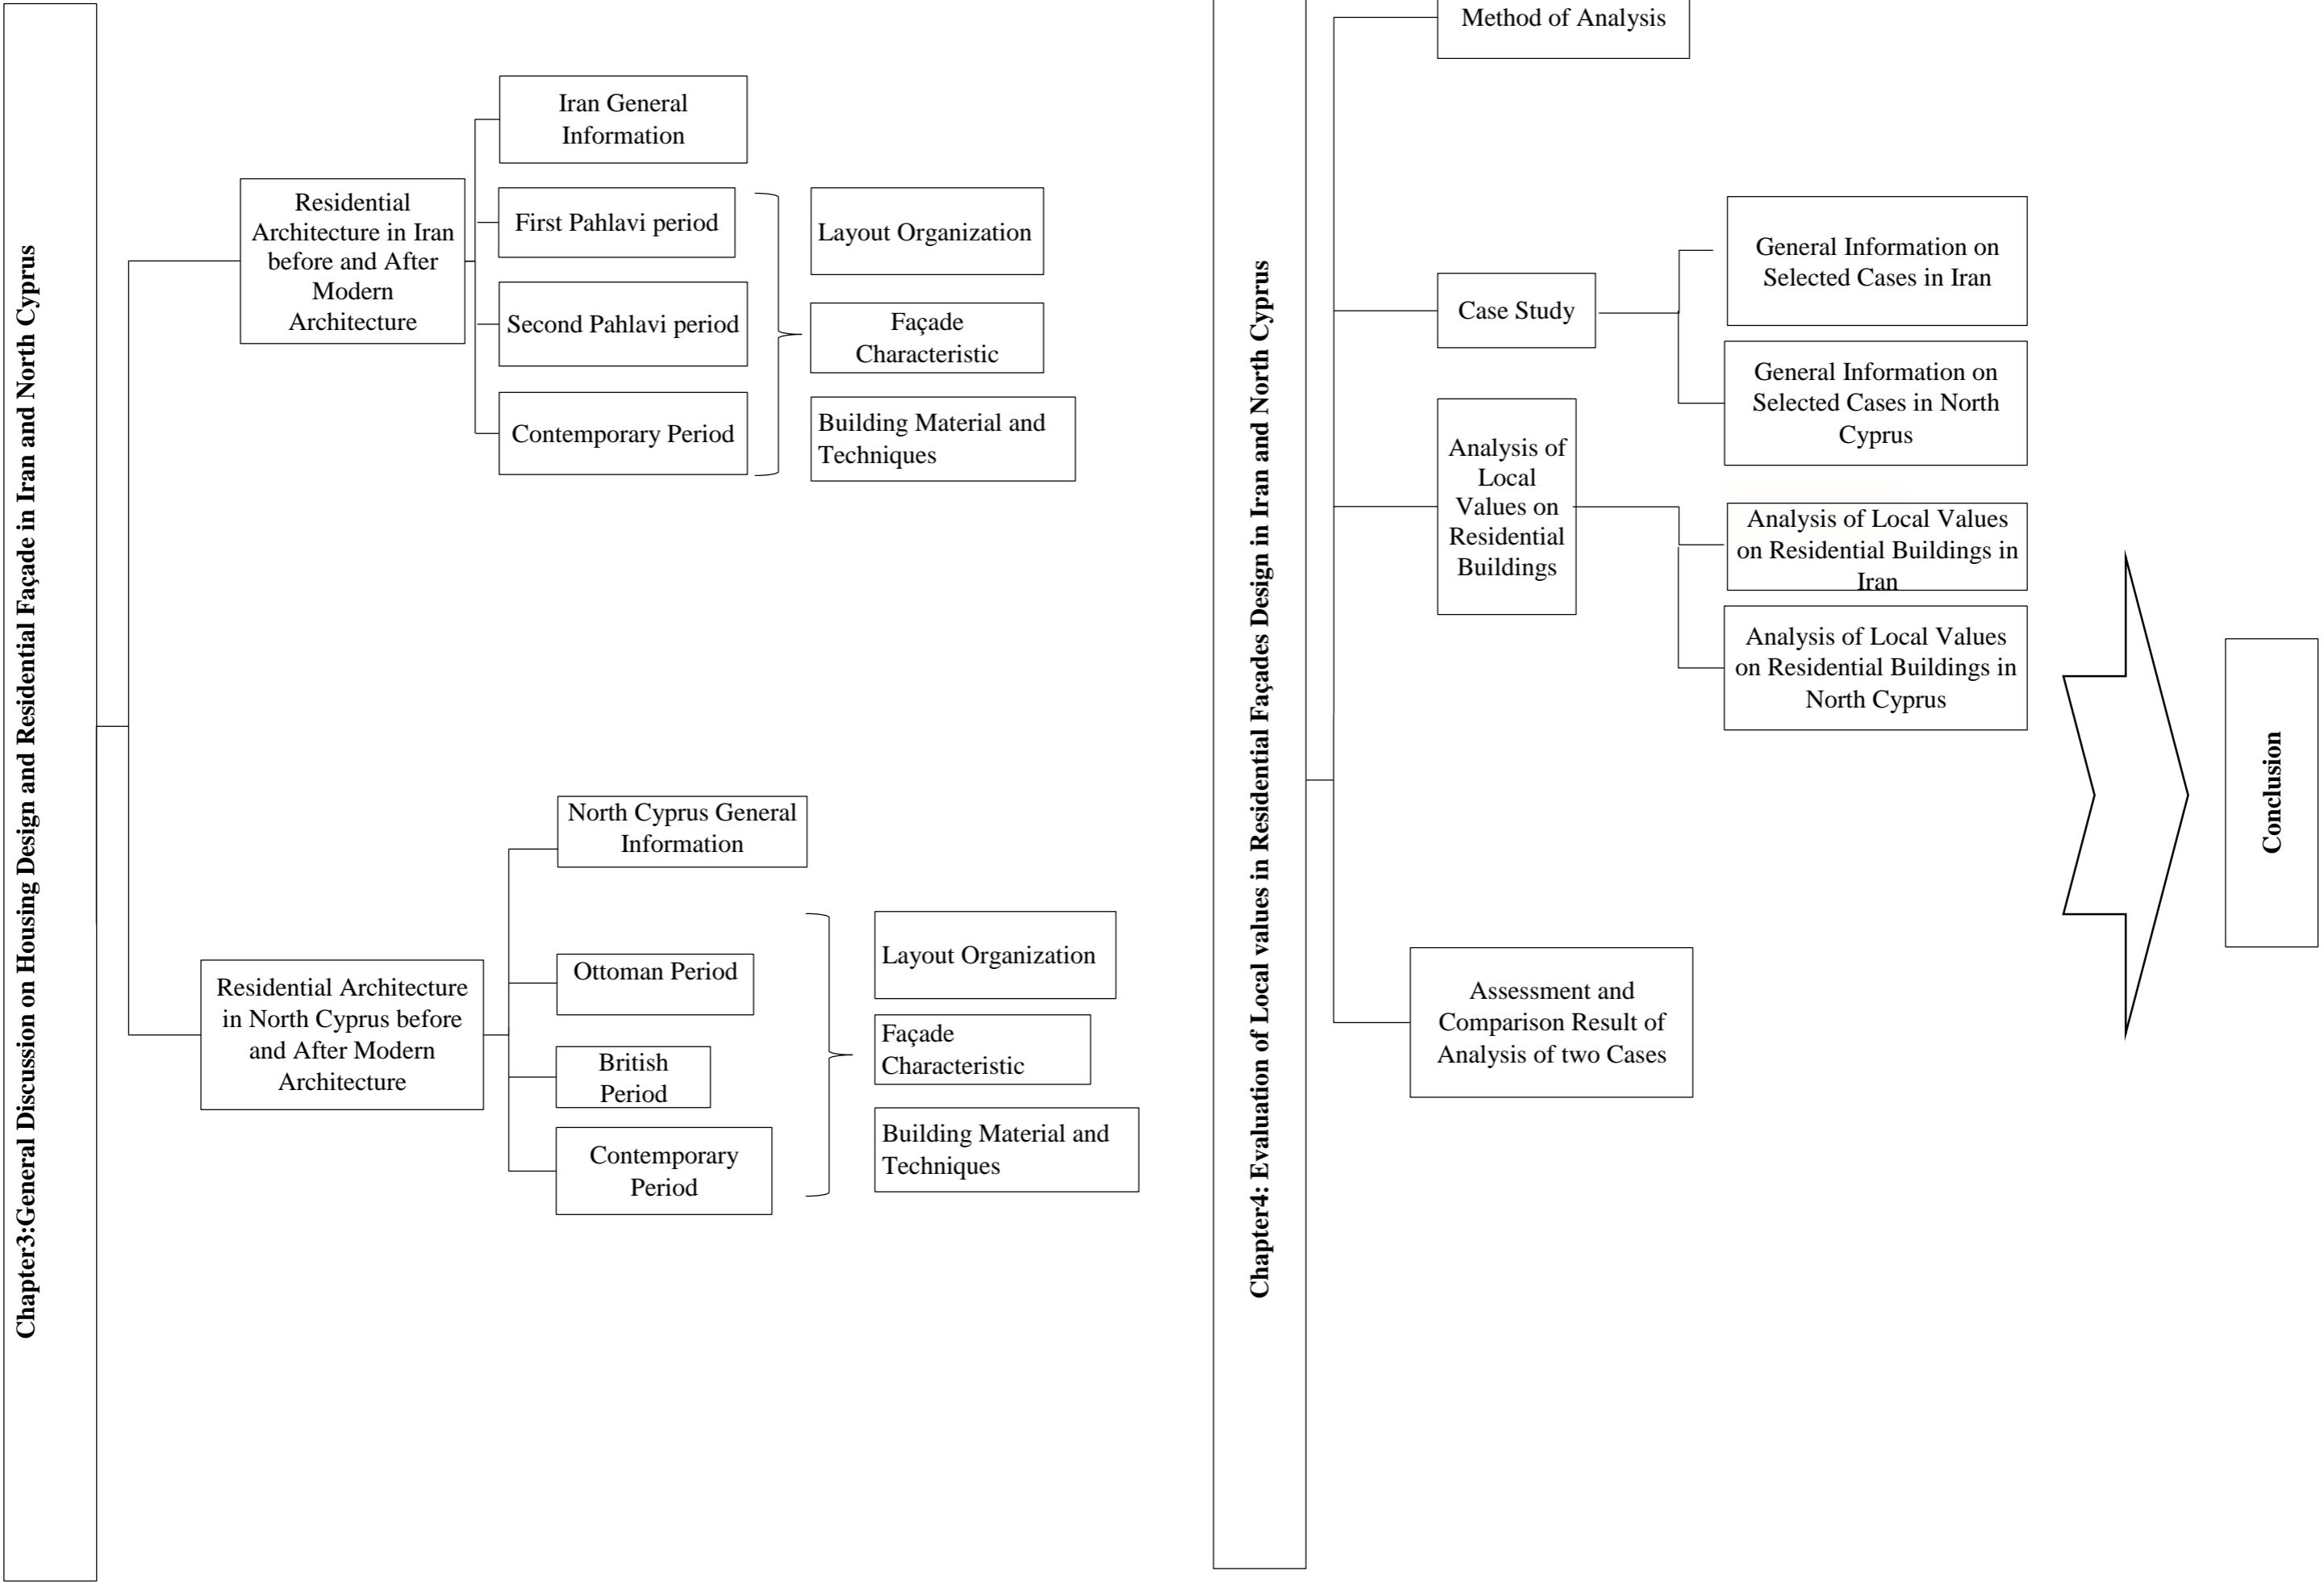 Chapter3:General Discussion on Housing Design and Residential Façade in Iran and North Cyprus
Residential
Architecture in Iran
before and After
Modern
Architecture
Iran General
Information
First Pahlavi period
Second Pahlavi period
Contemporary Period
Layout Organization
Façade
Characteristic
Building Material and
Techniques
Residential Architecture
in North Cyprus before
and After Modern
Architecture
North Cyprus General
Information
Ottoman Period
British
Period
Contemporary
Period
Layout Organization
Façade
Characteristic
Building Material and
Techniques
Chapter4: Evaluation of Local values in Residential Façades Design in Iran and North Cyprus
Method of Analysis
Case Study
General Information on
Selected Cases in Iran
General Information on
Selected Cases in North
Cyprus
Analysis of
Local
Values on
Residential
Buildings
Analysis of Local Values
on Residential Buildings in
Iran
Analysis of Local Values
on Residential Buildings in
North Cyprus
Assessment and
Comparison Result of
Analysis of two Cases
Conclusion